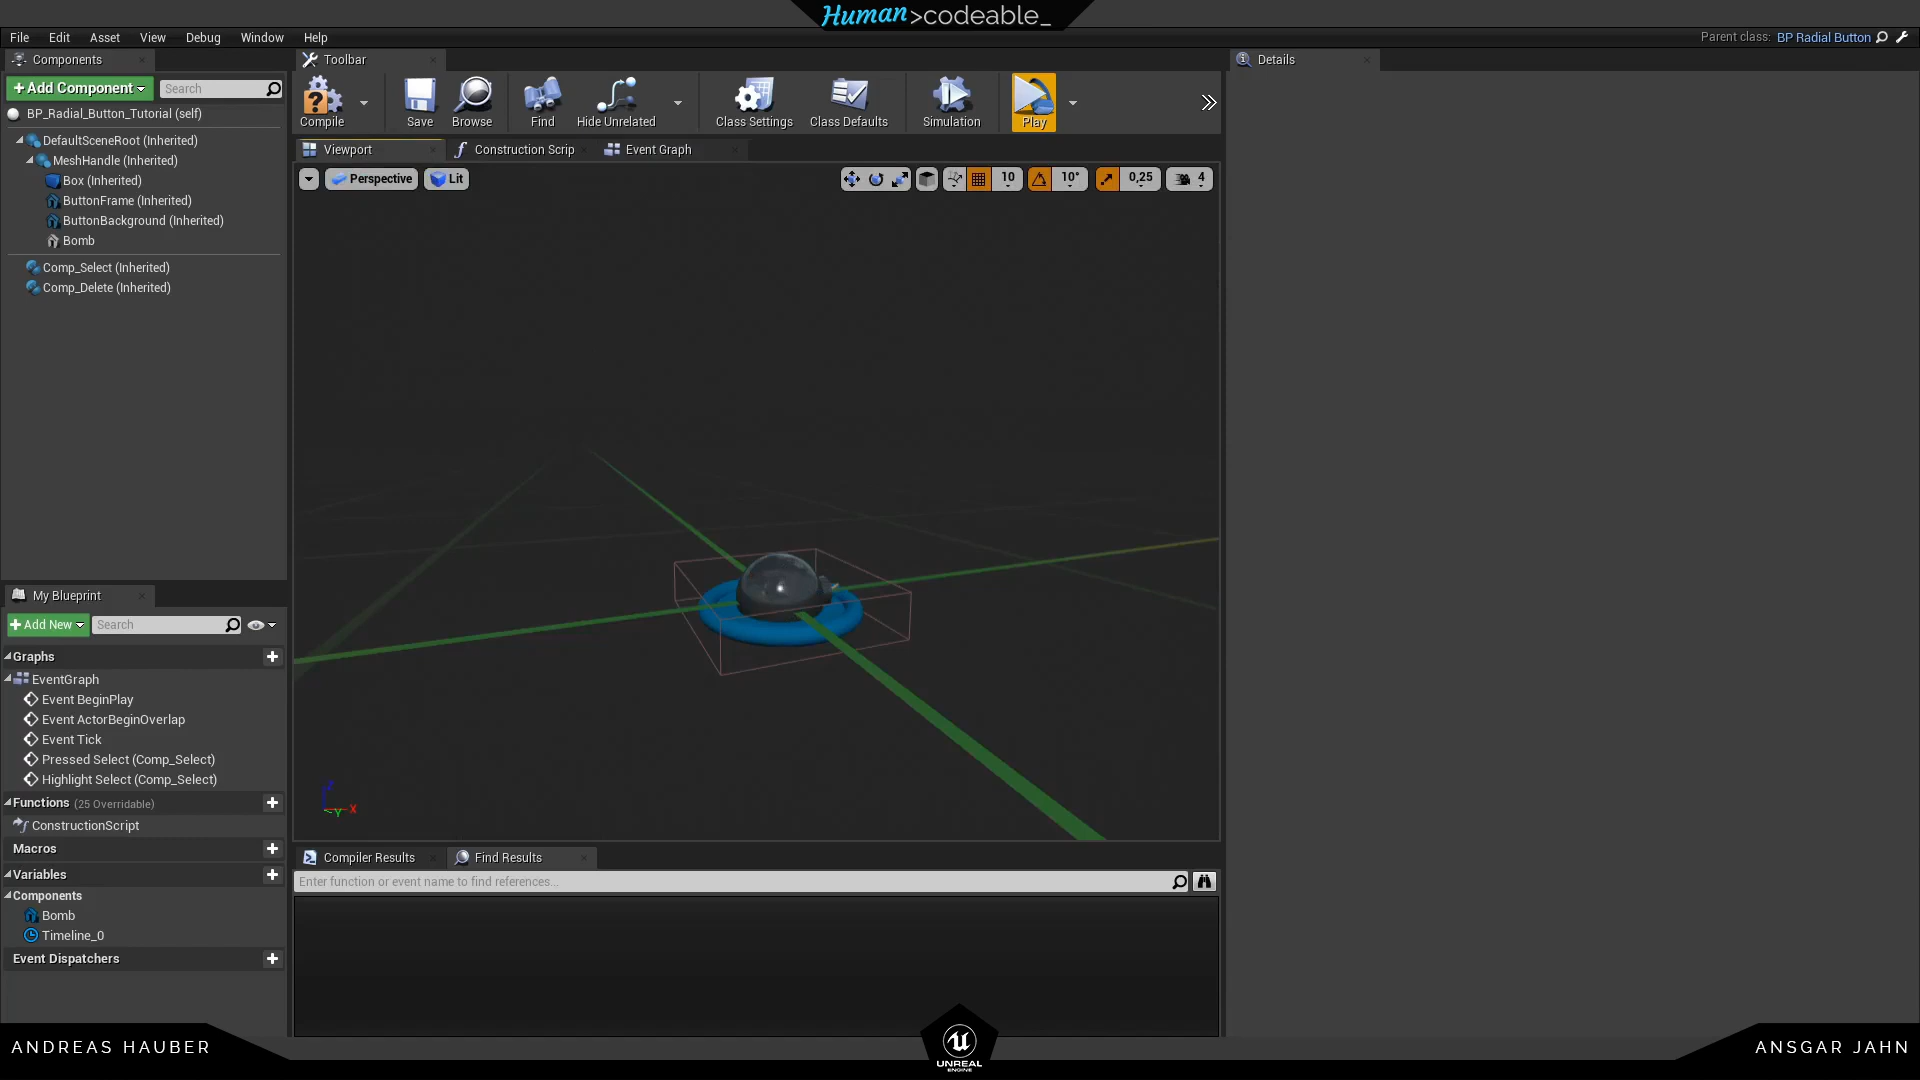 Human>codeable_
File Edit Asset View Debug Window Help
Parent class: BP Radial Button
Components
Toolbar
Details
+Add Component
Search
BP_Radial_Button_Tutorial (self)
DefaultSceneRoot (Inherited)
MeshHandle (Inherited)
Box (Inherited)
ButtonFrame (Inherited)
ButtonBackground (Inherited)
Bomb
Comp_Select (Inherited)
Comp_Delete (Inherited)
Compile Save Browse Find Hide Unrelated Class Settings Class Defaults Simulation Play
Viewport
Construction Scrip
Event Graph
Perspective
Lit
10
10°
0,25
4
Z
X
Y
My Blueprint
+Add New
Search
Graphs
EventGraph
Event BeginPlay
Event ActorBeginOverlap
Event Tick
Pressed Select (Comp_Select)
Highlight Select (Comp_Select)
Functions (25 Overridable)
ConstructionScript
Macros
Variables
Components
Bomb
Timeline_0
Event Dispatchers
Compiler Results
Find Results
Enter function or event name to find references...
ANDREAS HAUBER
UNREAL
ENGINE
ANSGAR JAHN